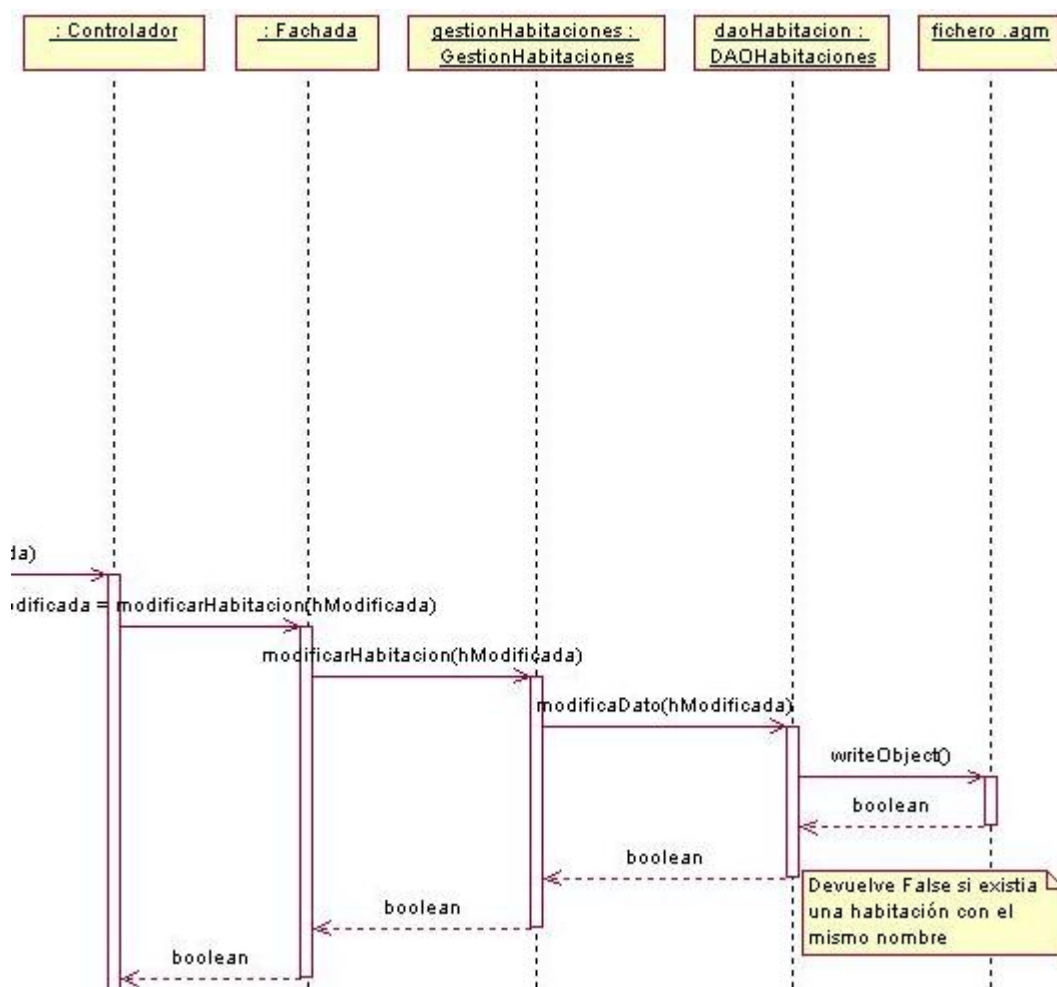 : Controlador
: Fachada
gestionHabitaciones :
GestionHabitaciones
daoHabitacion :
DAOHabitaciones
fichero .agm
da)
odificada = modificarHabitacion(hModificada)
modificarHabitacion(hModificada)
modificaDato(hModificada)
writeObject()
boolean
boolean
boolean
boolean
Devuelve False si existia
una habitación con el
mismo nombre